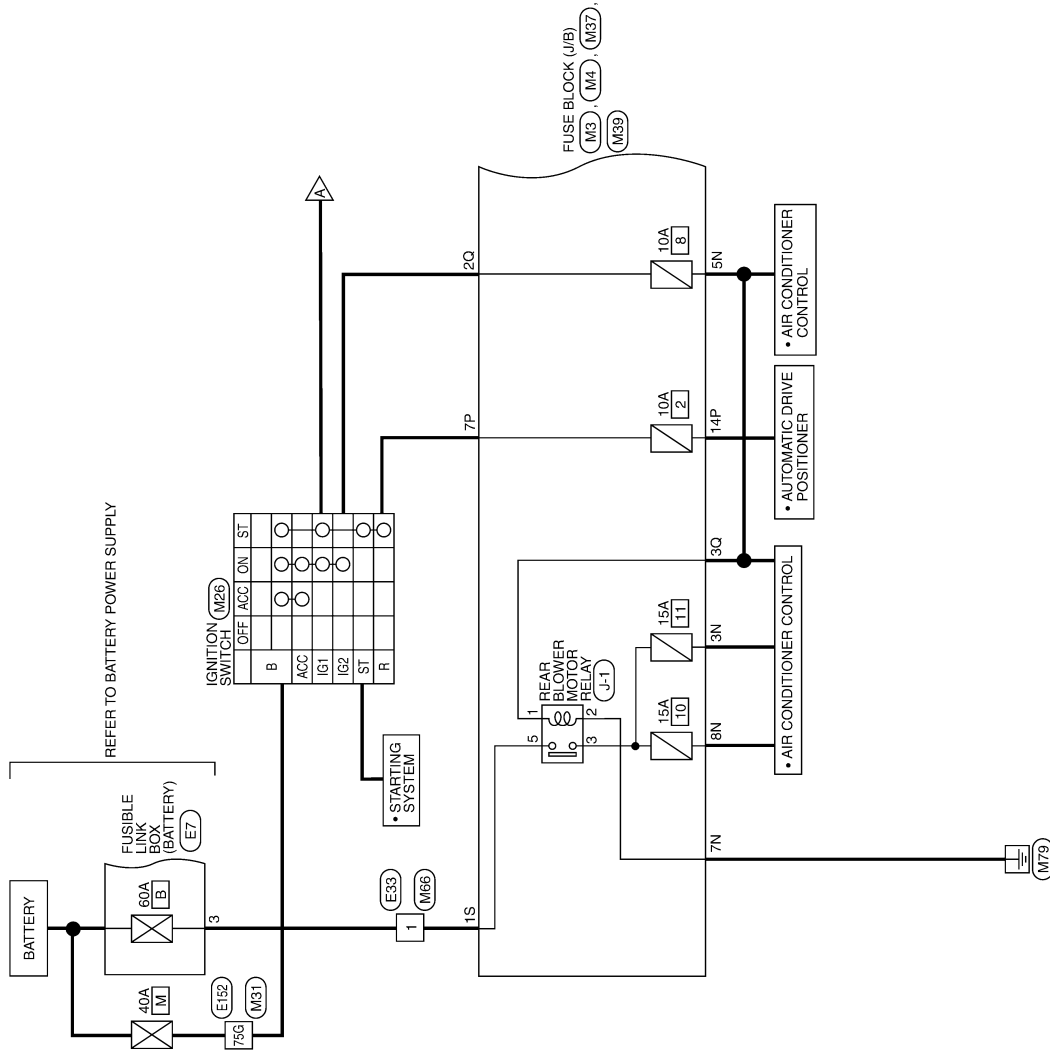 REFER TO BATTERY POWER SUPPLY
BATTERY
60A
B
FUSIBLE
LINK
BOX
(BATTERY)
E7
3
40A
M
E152
75G
M31
E33
1
M66
1S
IGNITION
SWITCH
M26
OFF
ACC
ON
ST
B
ACC
IG1
IG2
ST
R
• STARTING
SYSTEM
A
7P
2Q
FUSE BLOCK (J/B)
M3 , M4 , M37 ,
M39
5
1
3
2
REAR
BLOWER
MOTOR
RELAY
J-1
15A
10
15A
11
10A
2
10A
8
7N
8N
3N
3Q
14P
5N
• AIR CONDITIONER CONTROL
• AUTOMATIC DRIVE
POSITIONER
• AIR CONDITIONER
CONTROL
M79